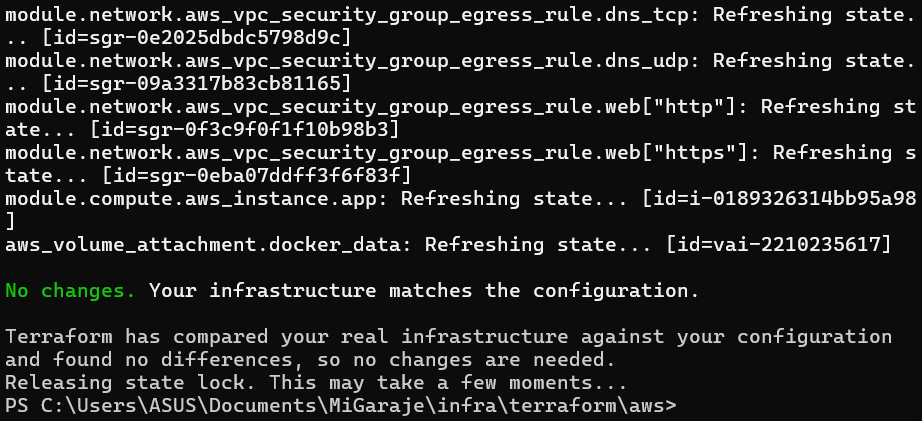 module.network.aws_vpc_security_group_egress_rule.dns_tcp: Refreshing state.
.. [id=sgr-0e2025dbdc5798d9c]
module.network.aws_vpc_security_group_egress_rule.dns_udp: Refreshing state.
.. [id=sgr-09a3317b83cb81165]
module.network.aws_vpc_security_group_egress_rule.web["http"]: Refreshing st
ate... [id=sgr-0f3c9f0f1f10b98b3]
module.network.aws_vpc_security_group_egress_rule.web["https"]: Refreshing s
tate... [id=sgr-0eba07ddff3f6f83f]
module.compute.aws_instance.app: Refreshing state... [id=i-0189326314bb95a98
]
aws_volume_attachment.docker_data: Refreshing state... [id=vai-2210235617]
No changes. Your infrastructure matches the configuration.
Terraform has compared your real infrastructure against your configuration
and found no differences, so no changes are needed.
Releasing state lock. This may take a few moments...
PS C:\Users\ASUS\Documents\MiGaraje\infra\terraform\aws>